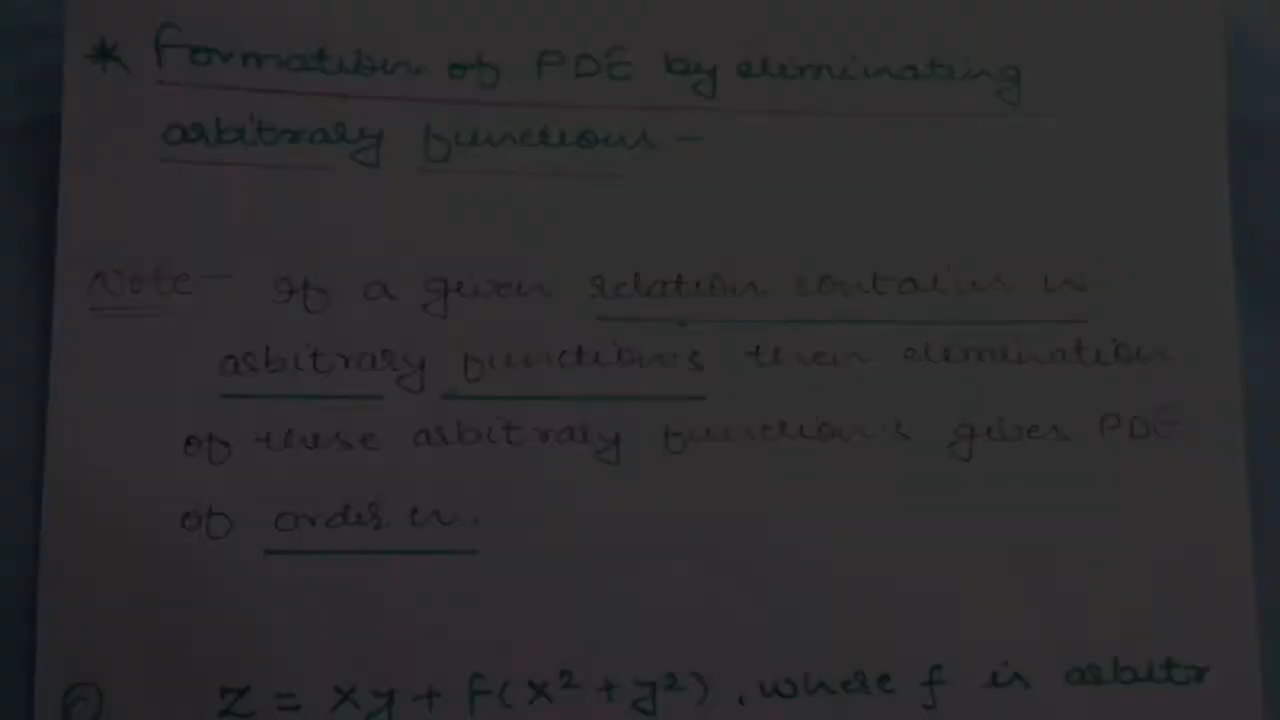 * Formation of PDE by eliminating
arbitrary functions -
Note - If a given relation contains n
arbitrary functions then elimination
of these arbitrary functions gives PDE
of order n.
z = xy + f(x² + y²), where f is arbitr